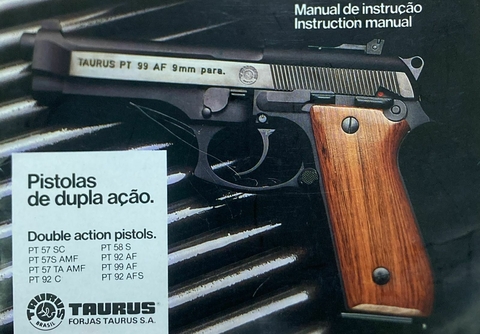 Manual de instrução
Instruction manual
TAURUS PT 99 AF 9mm para.
Pistolas
de dupla ação.
Double action pistols.
PT 57 SC
PT 57S AMF
PT 57 TA AMF
PT 92 C
PT 58 S
PT 92 AF
PT 99 AF
PT 92 AFS
TAURUS
BRASIL
TAURUS
FORJAS TAURUS S.A.